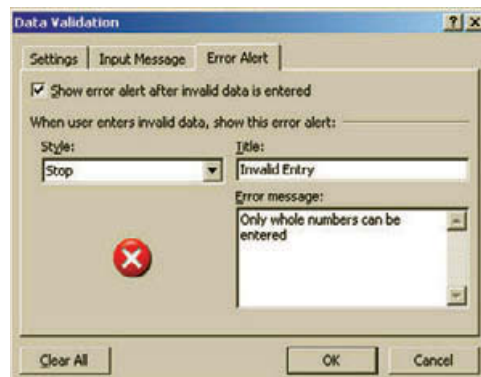 Data Validation
Settings Input Message Error Alert
Show error alert after invalid data is entered
When user enters invalid data, show this error alert:
Style: Title:
Stop Invalid Entry
Error message:
Only whole numbers can be
entered
Clear All OK Cancel